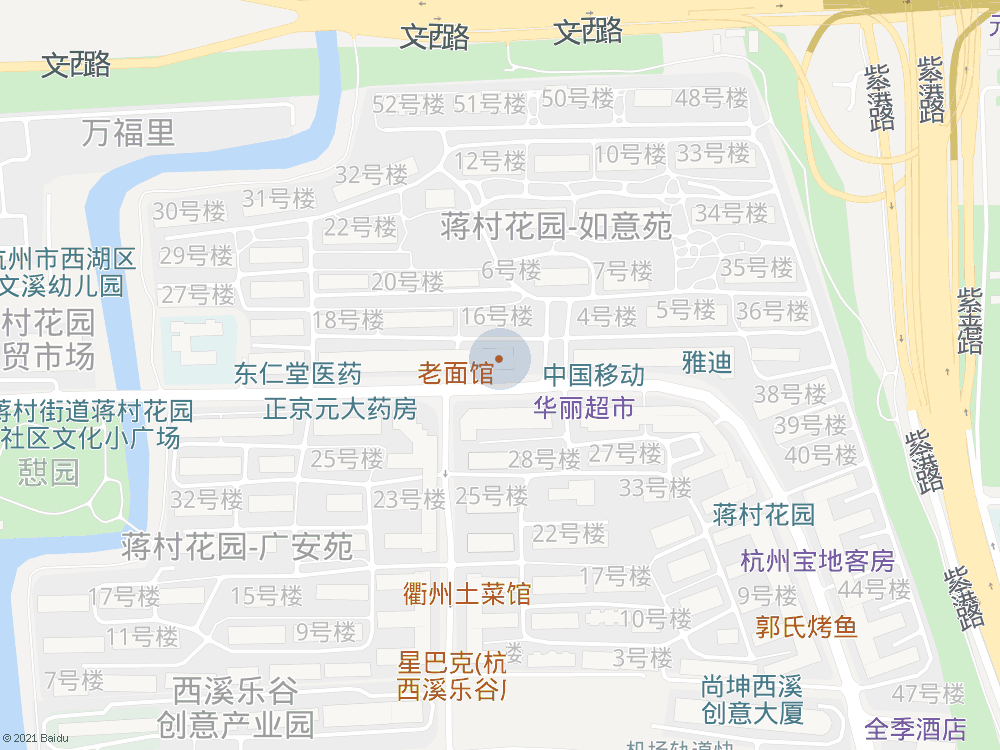 文一西路
文一西路
文一西路
紫金港路
紫金港路
52号楼
51号楼
50号楼
48号楼
万福里
12号楼
10号楼
33号楼
32号楼
31号楼
30号楼
22号楼
蒋村花园-如意苑
34号楼
29号楼
杭州市西湖区
文溪幼儿园
6号楼
7号楼
35号楼
20号楼
27号楼
村花园
贸市场
18号楼
16号楼
4号楼
5号楼
36号楼
紫金港路
东仁堂医药
老面馆
中国移动
雅迪
38号楼
蒋村街道蒋村花园
社区文化小广场
正京元大药房
华丽超市
39号楼
40号楼
紫金港路
憩园
25号楼
28号楼
27号楼
32号楼
23号楼
25号楼
33号楼
蒋村花园
22号楼
蒋村花园-广安苑
杭州宝地客房
17号楼
44号楼
紫金港路
17号楼
15号楼
衢州土菜馆
9号楼
10号楼
郭氏烤鱼
11号楼
9号楼
星巴克(杭
西溪乐谷
楼
3号楼
7号楼
西溪乐谷
创意产业园
尚坤西溪
创意大厦
47号楼
全季酒店
© 2021 Baidu